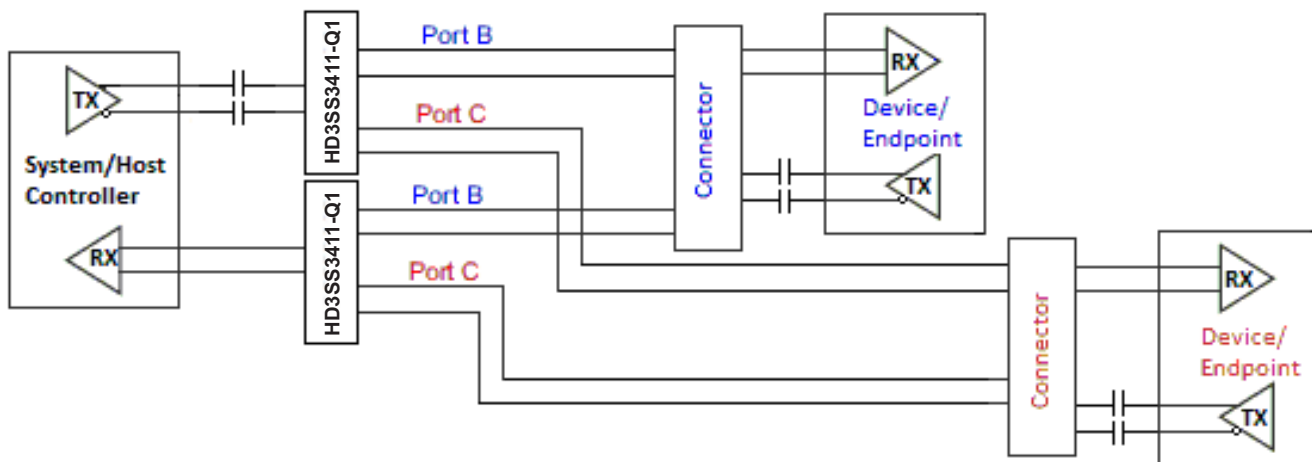 TX
System/Host
Controller
RX
HD3SS3411-Q1
HD3SS3411-Q1
Port B
Port C
Port B
Port C
Connector
RX
Device/
Endpoint
TX
Connector
RX
Device/
Endpoint
TX